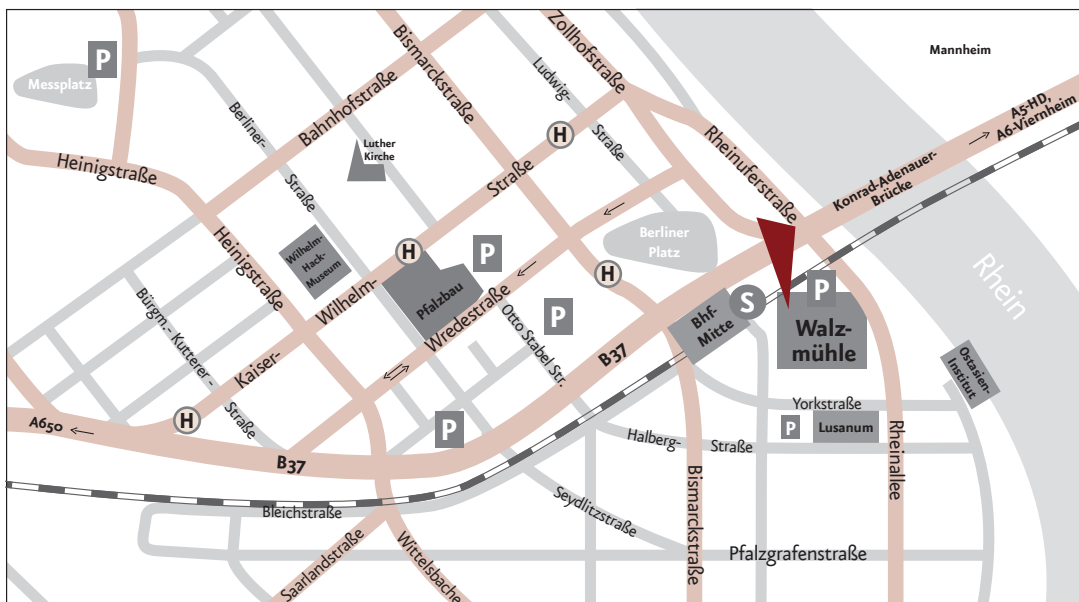 Mannheim
Zollhofstraße
Bismarckstraße
P
Messplatz
Ludwig-
Straße
A5-HD,
A6-Viernheim
Bahnhofstraße
Berliner-
Straße
H
Luther
Kirche
Heinigstraße
Straße
Rheinuferstraße
Konrad-Adenauer-
Brücke
Heinigstraße
Wilhelm-
Hack-
Museum
H
P
Berliner
Platz
Rhein
Pfalzbau
H
Wilhelm-
Bürgm.- Kutterer -
Straße
Wredestraße
Otto Stabel Str.
P
Bhf-
Mitte
S
P
Walz-
mühle
Kaiser-
B37
Ostasien-
Institut
H
A650
P
Yorkstraße
P
Lusanum
Halberg-
Straße
B37
Rheinallee
Bismarckstraße
Seydlitzstraße
Bleichstraße
Saarlandstraße
Wittelsbacher
Pfalzgrafenstraße